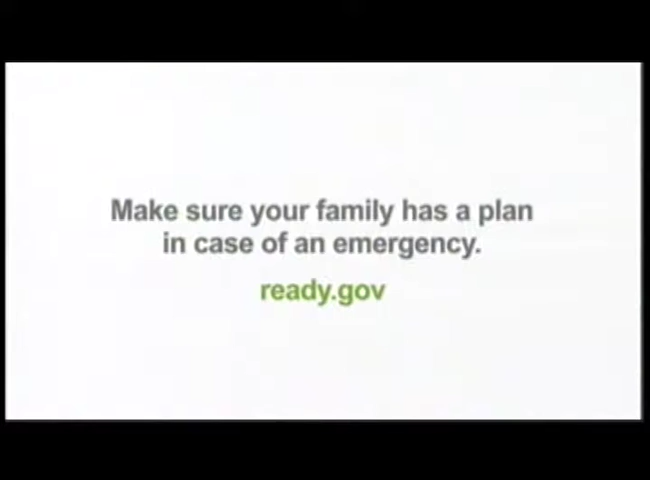 Make sure your family has a plan
in case of an emergency.
ready.gov